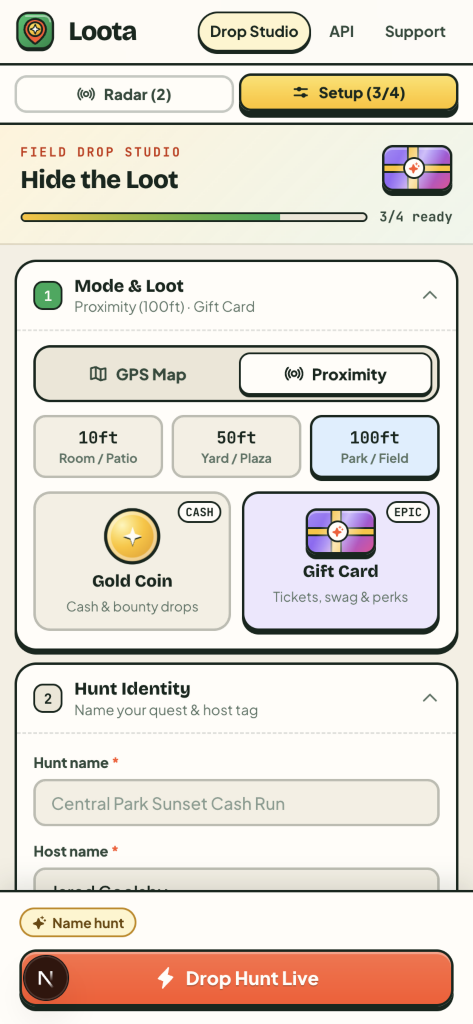 Loota
Drop Studio
API
Support
Radar (2)
Setup (3/4)
FIELD DROP STUDIO
Hide the Loot
3/4 ready
1
Mode & Loot
Proximity (100ft) · Gift Card
GPS Map
Proximity
10ft
Room / Patio
50ft
Yard / Plaza
100ft
Park / Field
CASH
Gold Coin
Cash & bounty drops
EPIC
Gift Card
Tickets, swag & perks
2
Hunt Identity
Name your quest & host tag
Hunt name *
Central Park Sunset Cash Run
Host name *
Name hunt
N
Drop Hunt Live